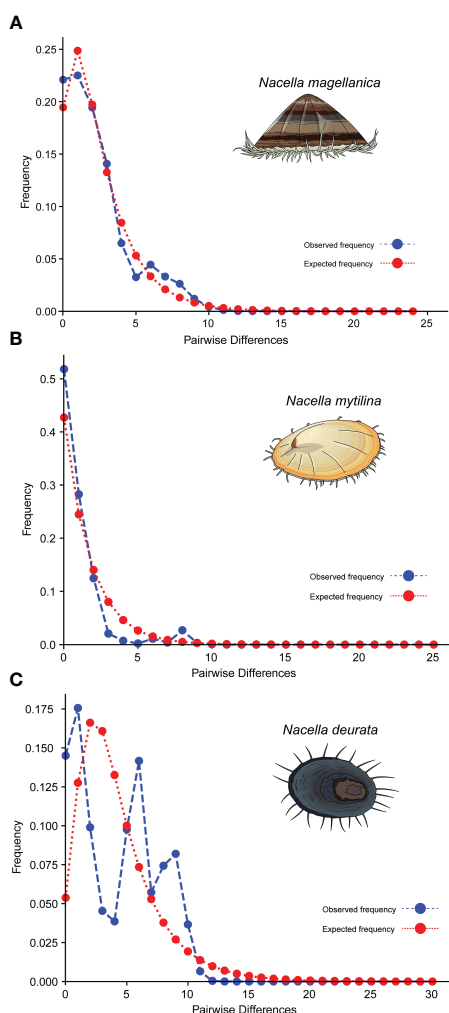 A
0.25
0.20
0.15
0.10
0.05
0.00
Frequency
Nacella magellanica
Observed frequency
Expected frequency
0 5 10 15 20 25
Pairwise Differences
B
0.5
0.4
0.3
0.2
0.1
0.0
Frequency
Nacella mytilina
Observed frequency
Expected frequency
0 5 10 15 20 25
Pairwise Differences
C
0.175
0.150
0.125
0.100
0.075
0.050
0.025
0.000
Frequency
Nacella deurata
Observed frequency
Expected frequency
0 5 10 15 20 25 30
Pairwise Differences